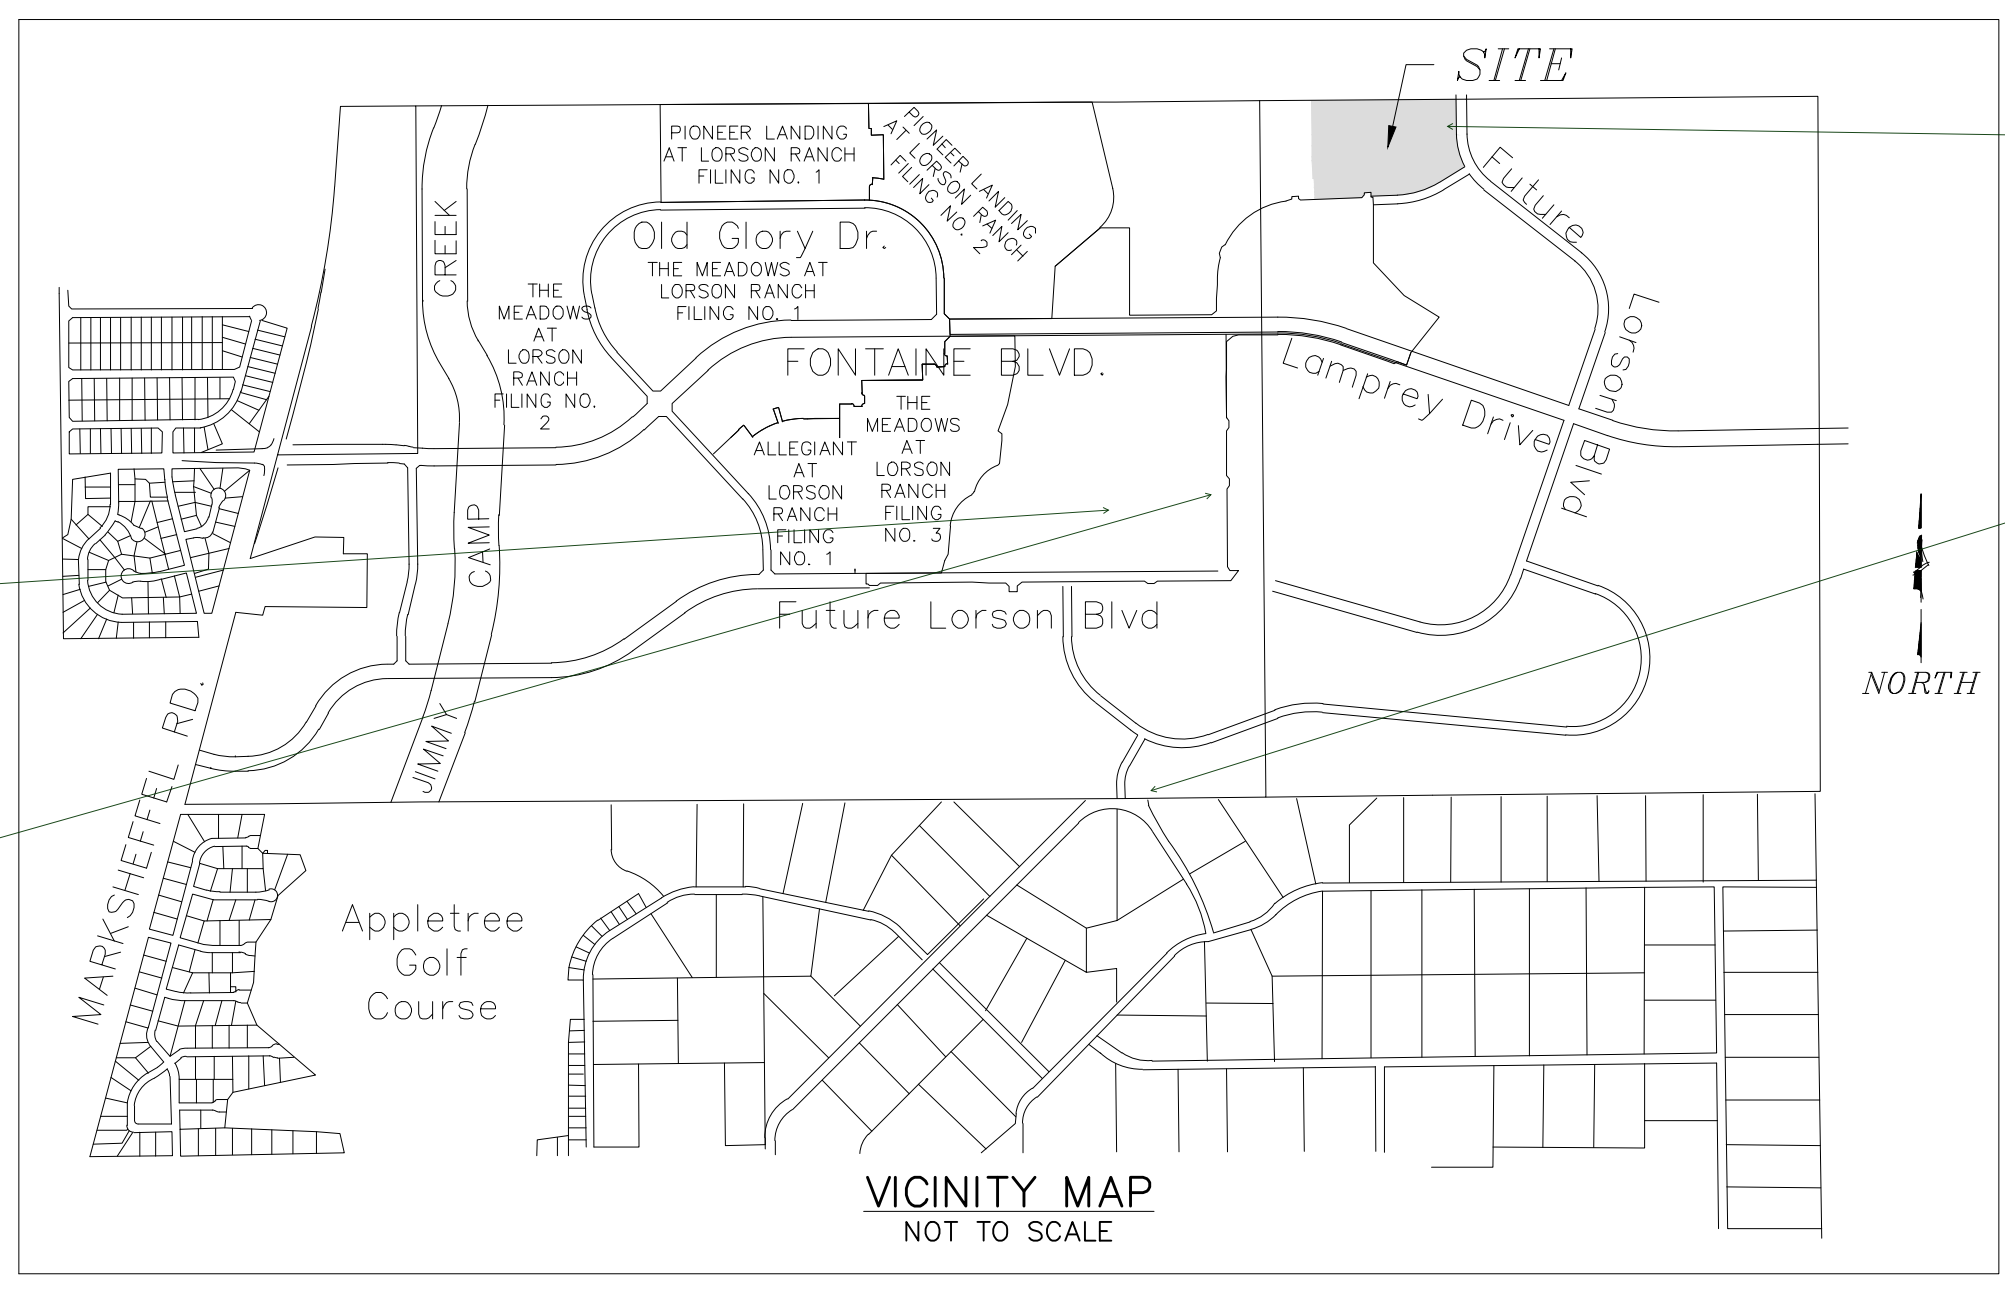 SITE
PIONEER LANDING
AT LORSON RANCH
FILING NO. 1
PIONEER LANDING
AT LORSON RANCH
FILING NO. 2
Future
Lorson
Blvd
CREEK
CAMP
JIMMY
Old Glory Dr.
THE MEADOWS AT
LORSON RANCH
FILING NO. 1
THE
MEADOWS
AT
LORSON
RANCH
FILING NO.
2
FONTAINE BLVD.
Lamprey Drive
THE
MEADOWS
AT
LORSON
RANCH
FILING
NO. 3
ALLEGIANT
AT
LORSON
RANCH
FILING
NO. 1
Future Lorson Blvd
NORTH
MARKSHEFFEL RD.
Appletree
Golf
Course
VICINITY MAP
NOT TO SCALE